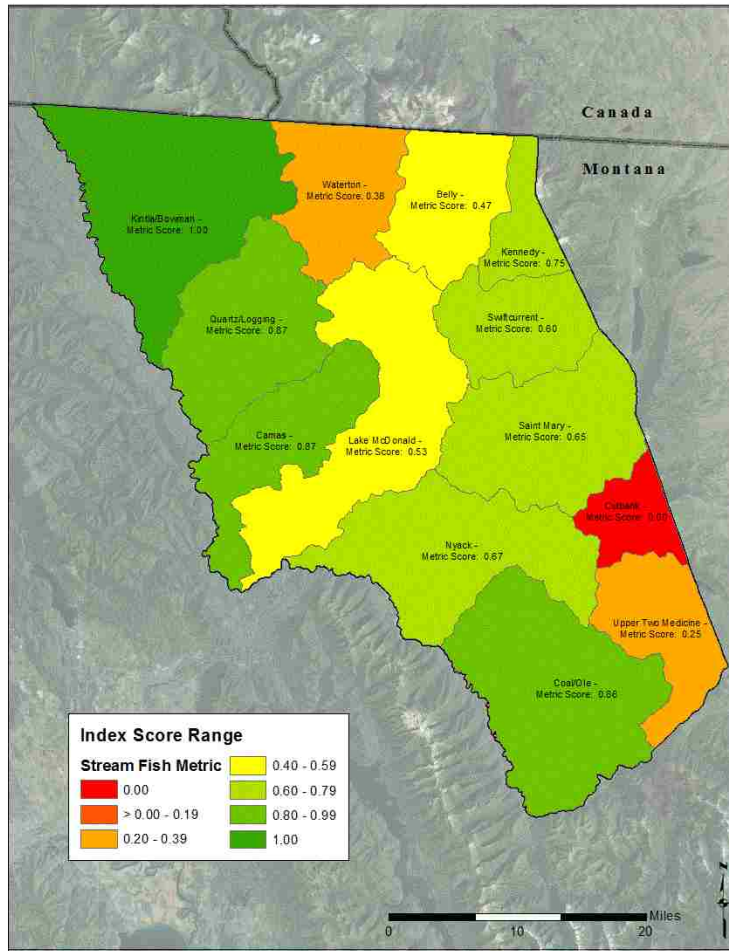 Canada
Montana
Waterton -
Metric Score: 0.38
Belly -
Metric Score: 0.47
Kintla/Bowman -
Metric Score: 1.00
Kennedy -
Metric Score: 0.75
Quartz/Logging -
Metric Score: 0.87
Swiftcurrent -
Metric Score: 0.60
Saint Mary -
Metric Score: 0.65
Camas -
Metric Score: 0.87
Lake McDonald -
Metric Score: 0.53
Cutbank -
Metric Score: 0.00
Nyack -
Metric Score: 0.67
Upper Two Medicine -
Metric Score: 0.25
Coal/Ole -
Metric Score: 0.86
Index Score Range
Stream Fish Metric
0.00
> 0.00 - 0.19
0.20 - 0.39
0.40 - 0.59
0.60 - 0.79
0.80 - 0.99
1.00
N
Miles
0 10 20